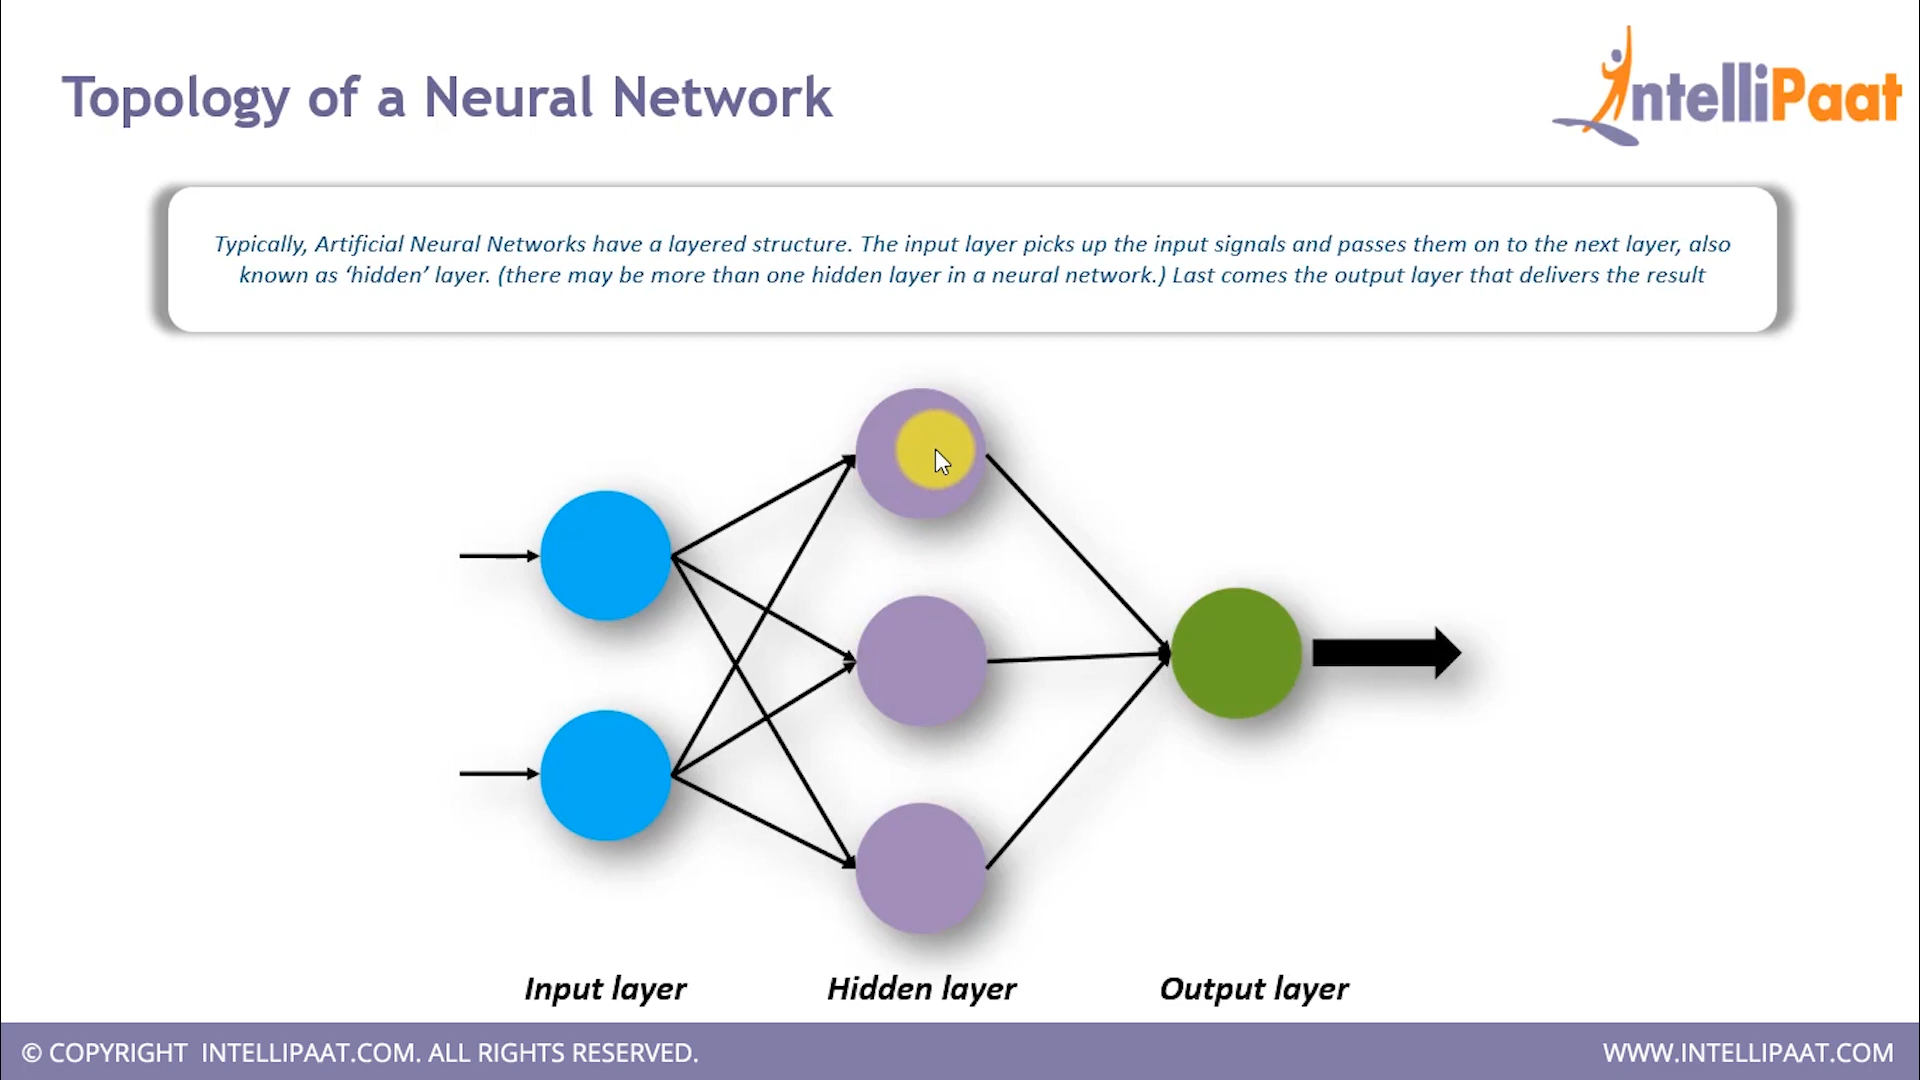 Topology of a Neural Network
IntelliPaat
Typically, Artificial Neural Networks have a layered structure. The input layer picks up the input signals and passes them on to the next layer, also
known as ‘hidden’ layer. (there may be more than one hidden layer in a neural network.) Last comes the output layer that delivers the result
Input layer
Hidden layer
Output layer
© COPYRIGHT INTELLIPAAT.COM. ALL RIGHTS RESERVED.
WWW.INTELLIPAAT.COM